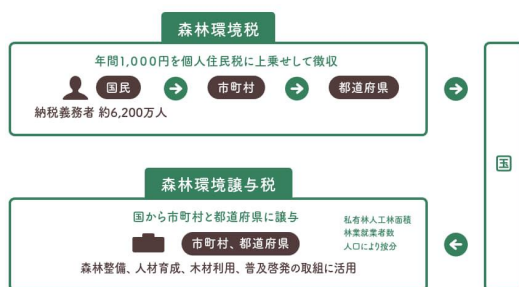 森林環境税
年間1,000円を個人住民税に上乗せして徴収
国民 市町村 都道府県
納税義務者 約6,200万人
国
森林環境譲与税
国から市町村と都道府県に譲与
私有林人工林面積
林業就業者数
人口により按分
市町村、都道府県
森林整備、人材育成、木材利用、普及啓発の取組に活用